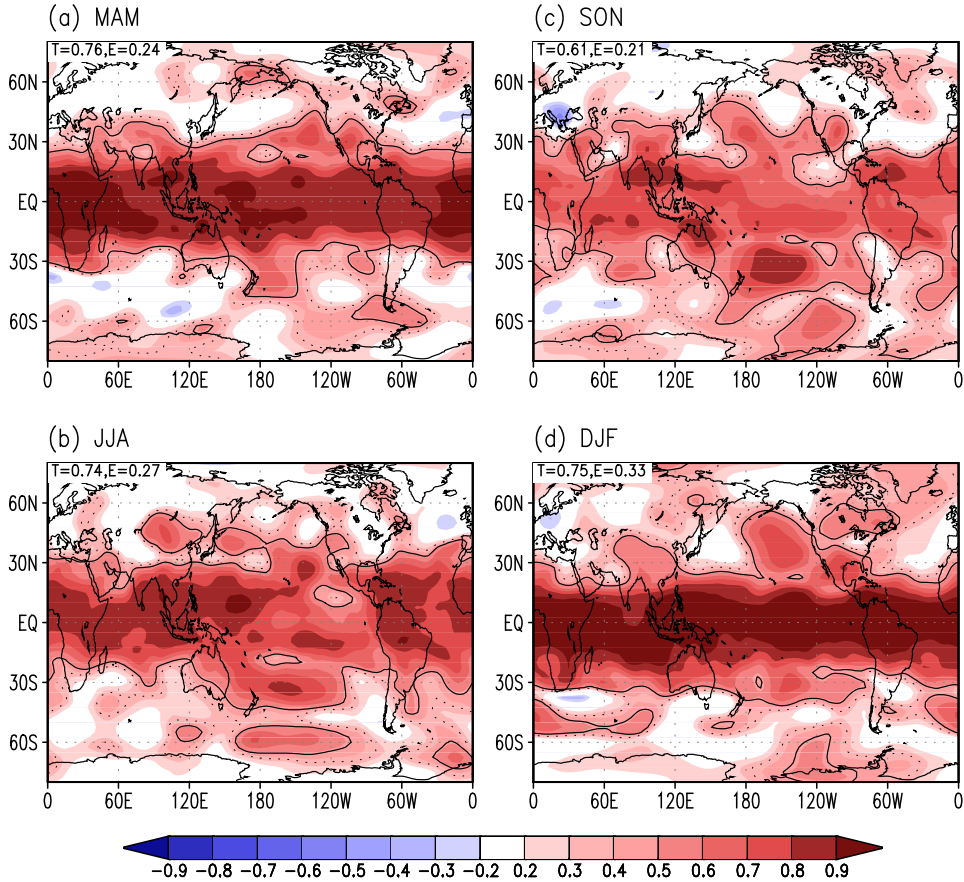 (a) MAM
T=0.76,E=0.24
60N
30N
EQ
30S
60S
0 60E 120E 180 120W 60W 0
(c) SON
T=0.61,E=0.21
60N
30N
EQ
30S
60S
0 60E 120E 180 120W 60W 0
(b) JJA
T=0.74,E=0.27
60N
30N
EQ
30S
60S
0 60E 120E 180 120W 60W 0
(d) DJF
T=0.75,E=0.33
60N
30N
EQ
30S
60S
0 60E 120E 180 120W 60W 0
-0.9 -0.8 -0.7 -0.6 -0.5 -0.4 -0.3 -0.2 0.2 0.3 0.4 0.5 0.6 0.7 0.8 0.9